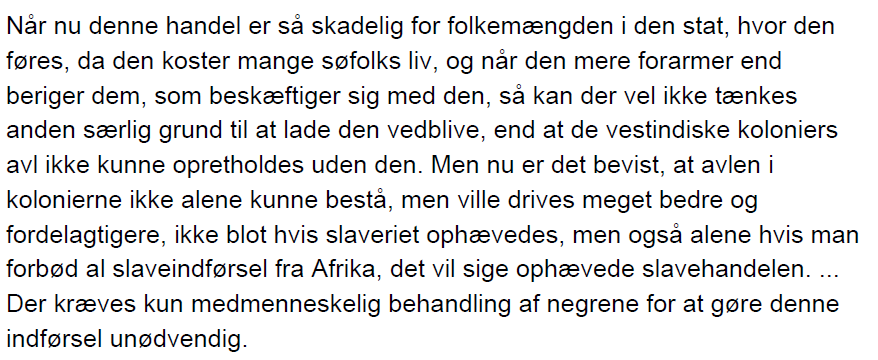 Når nu denne handel er så skadelig for folkemængden i den stat, hvor den
føres, da den koster mange søfolks liv, og når den mere forarmer end
beriger dem, som beskæftiger sig med den, så kan der vel ikke tænkes
anden særlig grund til at lade den vedblive, end at de vestindiske koloniers
avl ikke kunne opretholdes uden den. Men nu er det bevist, at avlen i
kolonierne ikke alene kunne bestå, men ville drives meget bedre og
fordelagtigere, ikke blot hvis slaveriet ophævedes, men også alene hvis man
forbød al slaveindførsel fra Afrika, det vil sige ophævede slavehandelen. ...
Der kræves kun medmenneskelig behandling af negrene for at gøre denne
indførsel unødvendig.